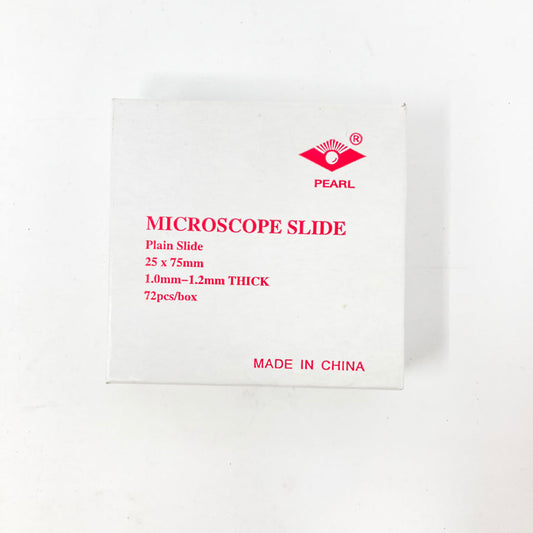 ®
PEARL
MICROSCOPE SLIDE
Plain Slide
25 x 75mm
1.0mm-1.2mm THICK
72pcs/box
MADE IN CHINA